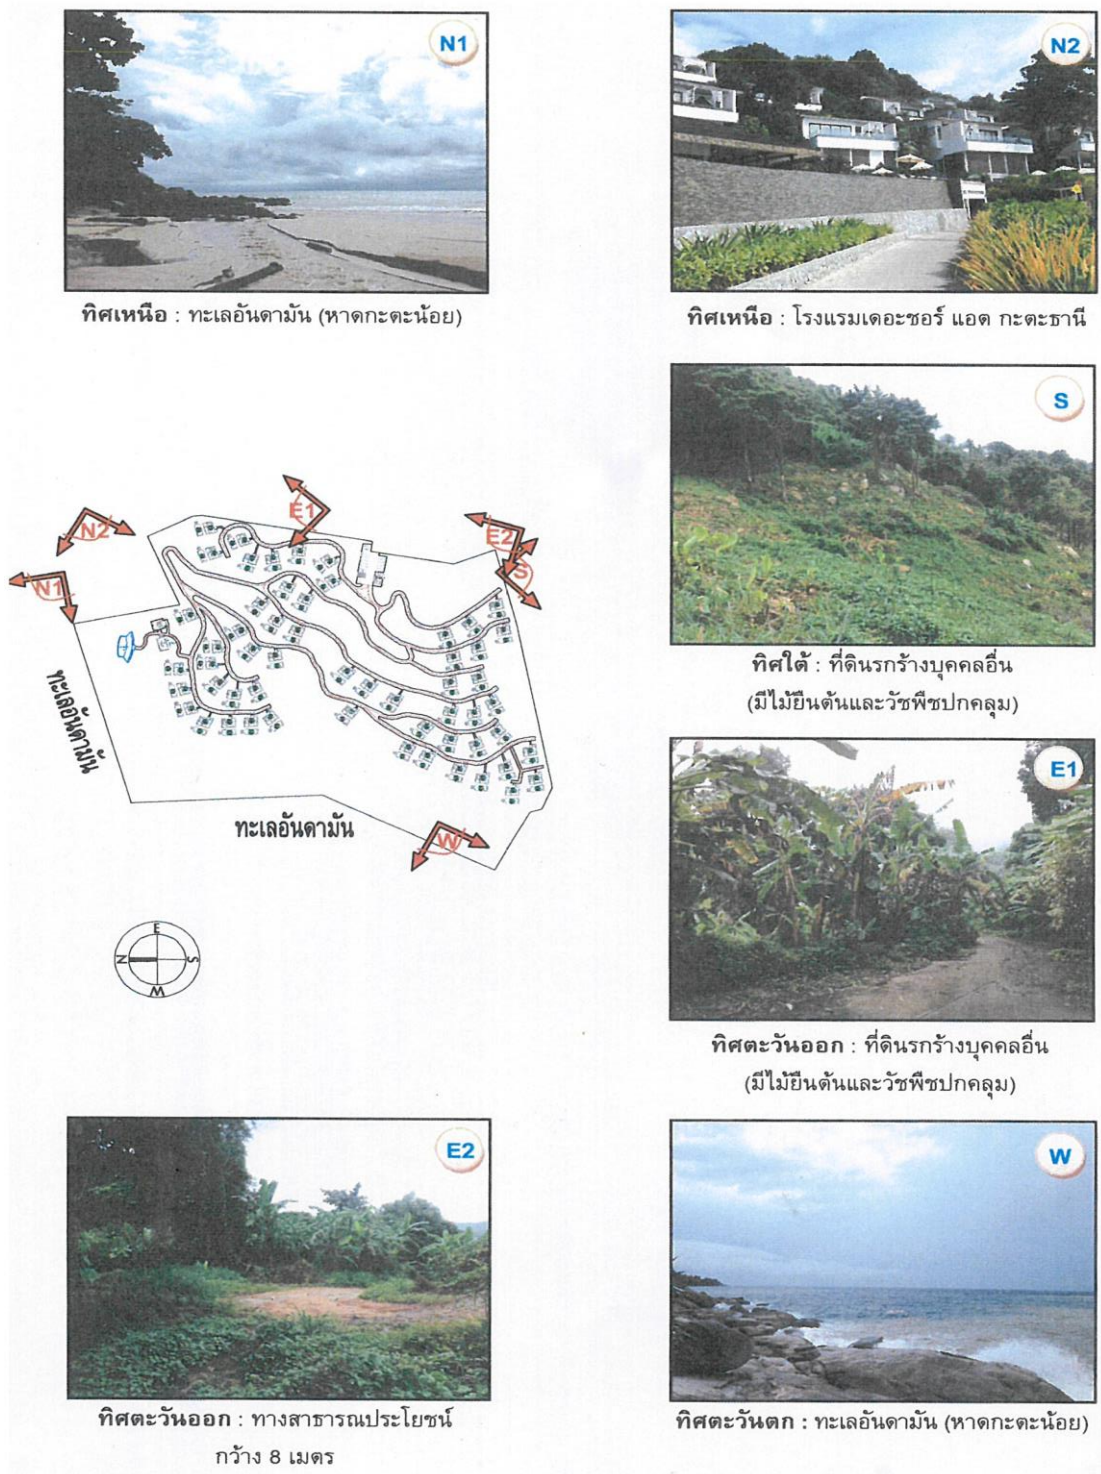 N1
N2
ทิศเหนือ : ทะเลอันดามัน (หาดกะตะน้อย)
ทิศเหนือ : โรงแรมเดอะชอร์ แอต กะตะธานี
S
ทิศใต้ : ที่ดินรกร้างบุคคลอื่น
(มีไม้ยืนต้นและวัชพืชปกคลุม)
N2
E1
E2
S
N1
W
ทะเลอันดามัน
ทะเลอันดามัน
E
N
S
W
E1
ทิศตะวันออก : ที่ดินรกร้างบุคคลอื่น
(มีไม้ยืนต้นและวัชพืชปกคลุม)
E2
ทิศตะวันออก : ทางสาธารณประโยชน์
กว้าง 8 เมตร
W
ทิศตะวันตก : ทะเลอันดามัน (หาดกะตะน้อย)